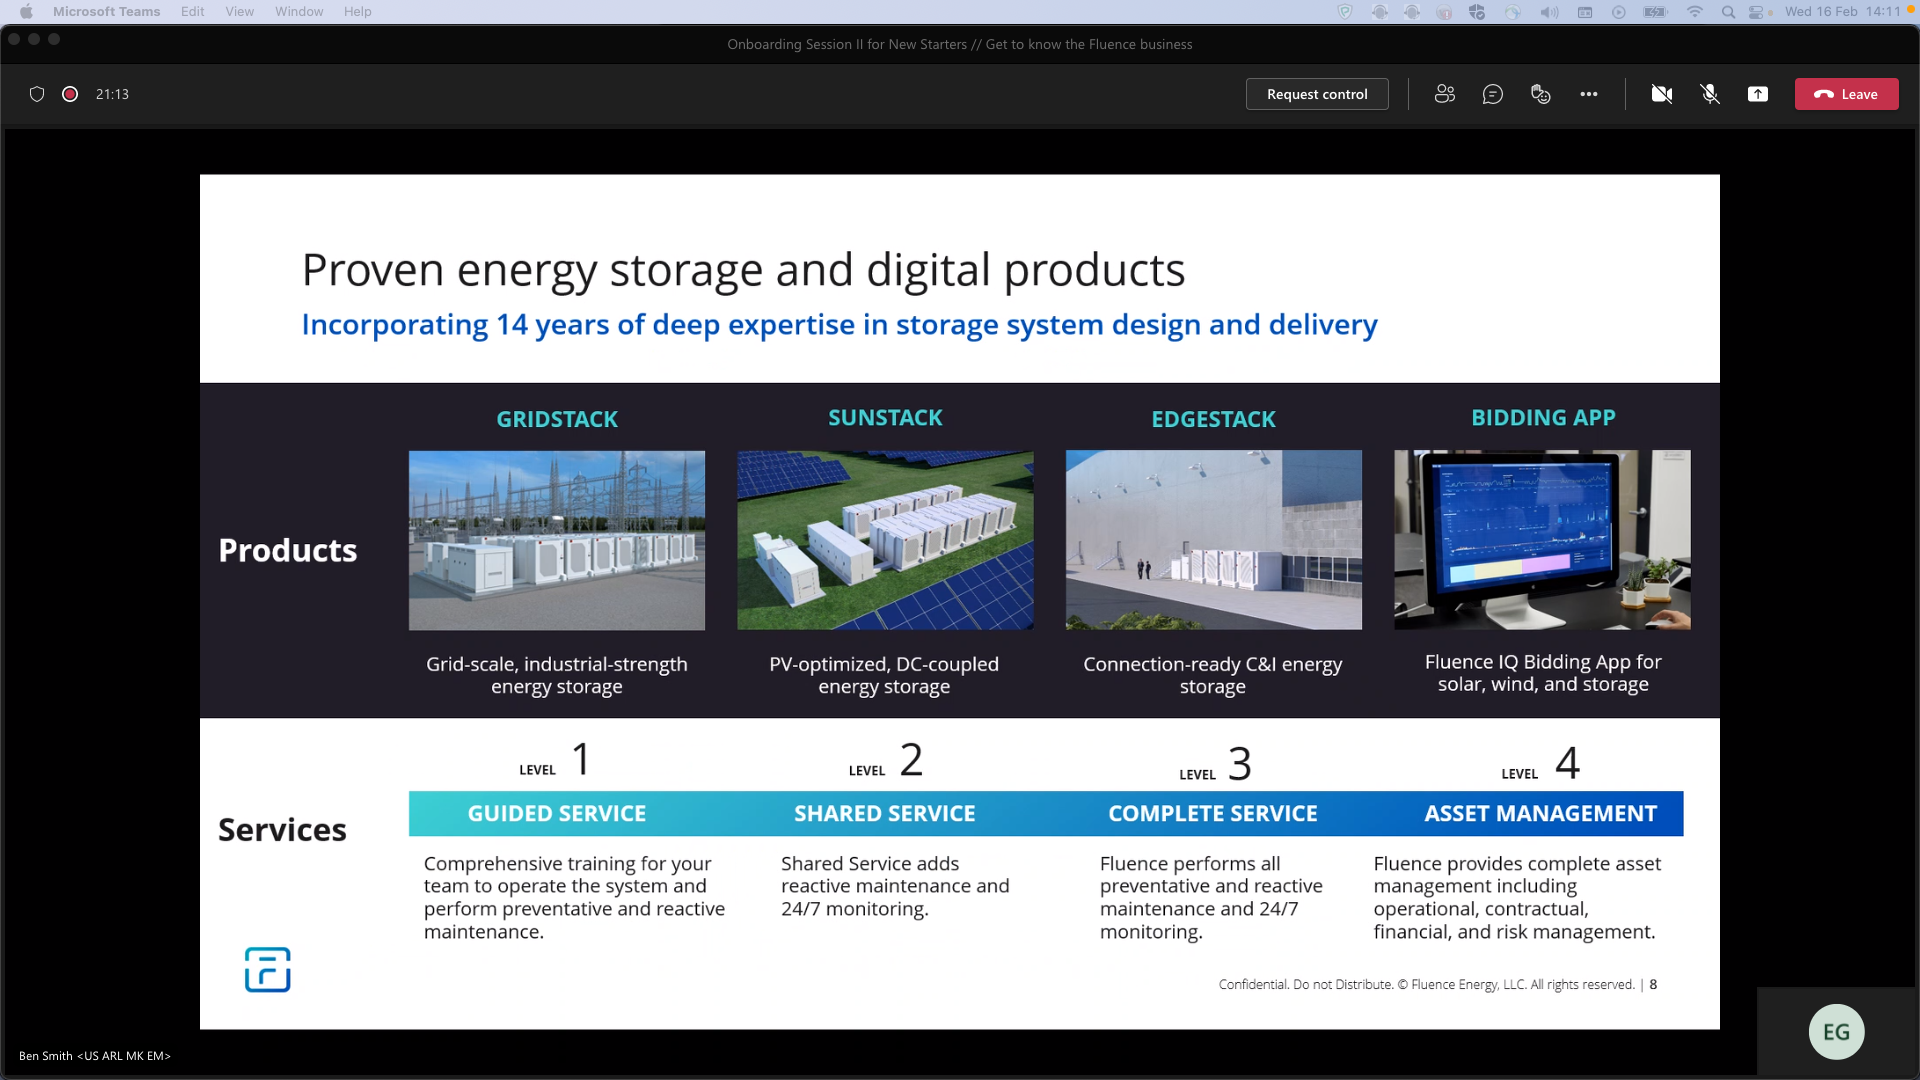 Microsoft Teams Edit View Window Help Wed 16 Feb 14:11
Onboarding Session II for New Starters // Get to know the Fluence business
21:13 Request control Leave
Proven energy storage and digital products
Incorporating 14 years of deep expertise in storage system design and delivery
GRIDSTACK SUNSTACK EDGESTACK BIDDING APP
Products
Grid-scale, industrial-strength
energy storage
PV-optimized, DC-coupled
energy storage
Connection-ready C&I energy
storage
Fluence IQ Bidding App for
solar, wind, and storage
LEVEL 1 LEVEL 2 LEVEL 3 LEVEL 4
Services
GUIDED SERVICE SHARED SERVICE COMPLETE SERVICE ASSET MANAGEMENT
Comprehensive training for your
team to operate the system and
perform preventative and reactive
maintenance.
Shared Service adds
reactive maintenance and
24/7 monitoring.
Fluence performs all
preventative and reactive
maintenance and 24/7
monitoring.
Fluence provides complete asset
management including
operational, contractual,
financial, and risk management.
Confidential. Do not Distribute. © Fluence Energy, LLC. All rights reserved. | 8
EG
Ben Smith <US ARL MK EM>